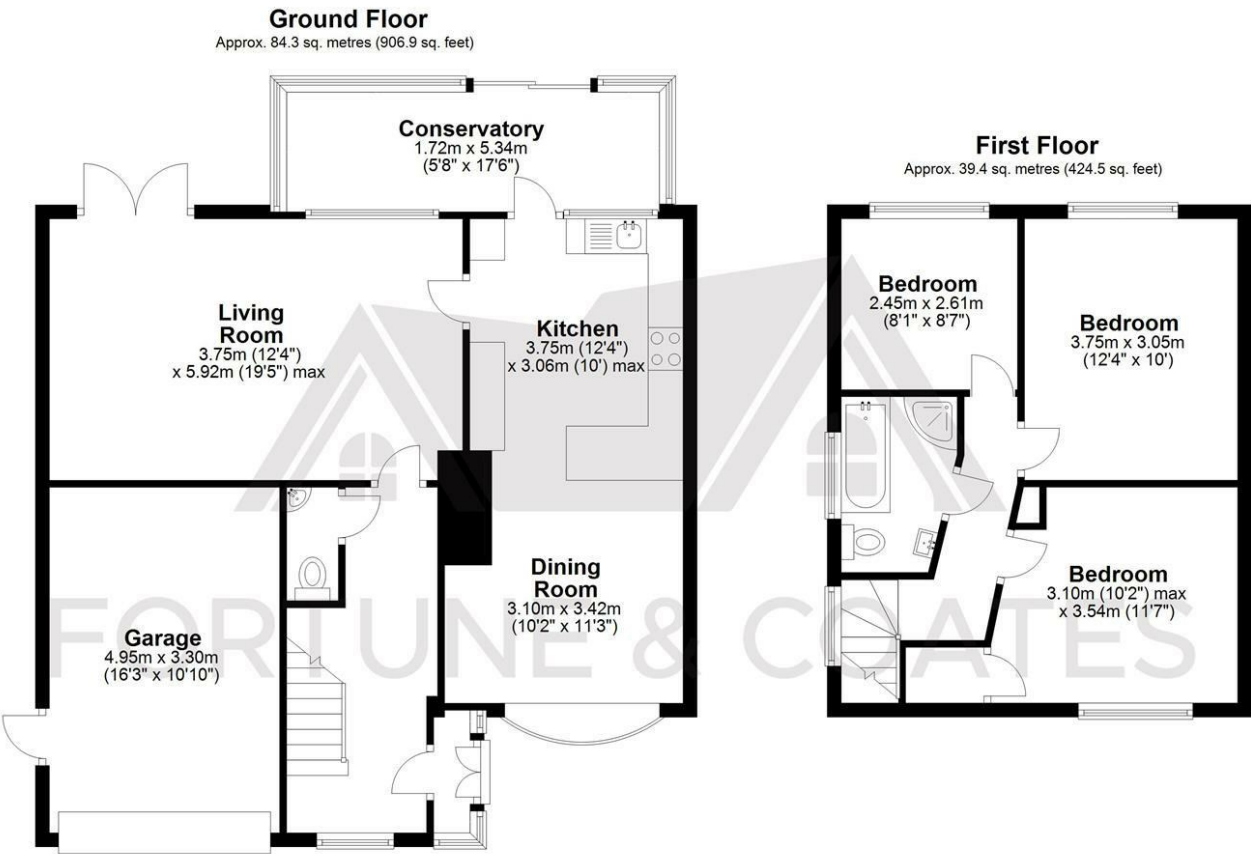 Ground Floor
Approx. 84.3 sq. metres (906.9 sq. feet)
Conservatory
1.72m x 5.34m
(5'8" x 17'6")
Living
Room
3.75m (12'4")
x 5.92m (19'5") max
Kitchen
3.75m (12'4")
x 3.06m (10') max
Dining
Room
3.10m x 3.42m
(10'2" x 11'3")
Garage
4.95m x 3.30m
(16'3" x 10'10")
First Floor
Approx. 39.4 sq. metres (424.5 sq. feet)
Bedroom
2.45m x 2.61m
(8'1" x 8'7")
Bedroom
3.75m x 3.05m
(12'4" x 10')
Bedroom
3.10m (10'2") max
x 3.54m (11'7")
FORTUNE & COATES